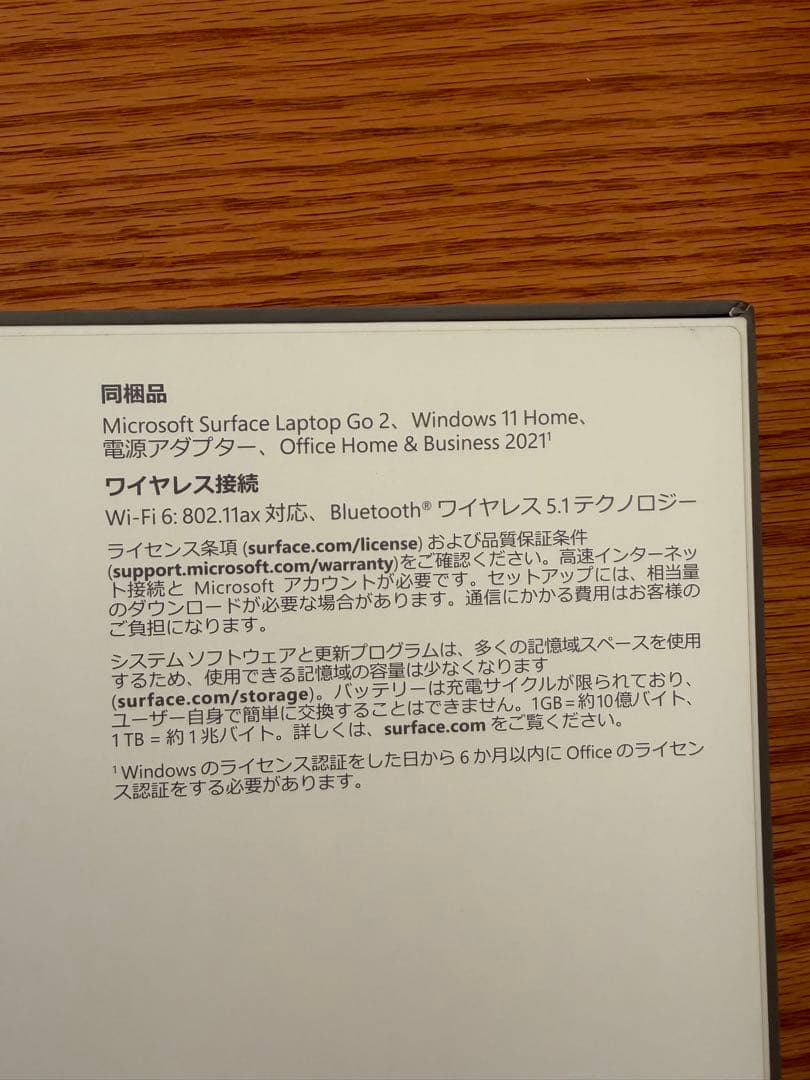 同梱品
Microsoft Surface Laptop Go 2、Windows 11 Home、
電源アダプター、Office Home & Business 2021¹
ワイヤレス接続
Wi-Fi 6: 802.11ax 対応、Bluetooth® ワイヤレス 5.1 テクノロジー
ライセンス条項 (surface.com/license) および品質保証条件
(support.microsoft.com/warranty)をご確認ください。高速インターネッ
ト接続と Microsoft アカウントが必要です。セットアップには、相当量
のダウンロードが必要な場合があります。通信にかかる費用はお客様の
ご負担になります。
システム ソフトウェアと更新プログラムは、多くの記憶域スペースを使用
するため、使用できる記憶域の容量は少なくなります
(surface.com/storage)。バッテリーは充電サイクルが限られており、
ユーザー自身で簡単に交換することはできません。1GB = 約10億バイト、
1 TB = 約 1 兆バイト。詳しくは、surface.com をご覧ください。
¹ Windows のライセンス認証をした日から 6 か月以内に Office のライセン
ス認証をする必要があります。